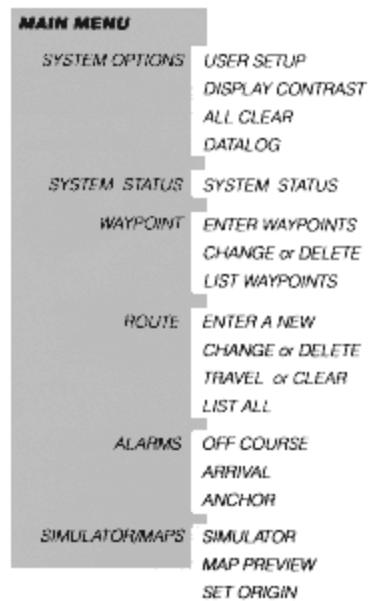 MAIN MENU
SYSTEM OPTIONS USER SETUP
DISPLAY CONTRAST
ALL CLEAR
DATALOG
SYSTEM STATUS SYSTEM STATUS
WAYPOINT ENTER WAYPOINTS
CHANGE or DELETE
LIST WAYPOINTS
ROUTE ENTER A NEW
CHANGE or DELETE
TRAVEL or CLEAR
LIST ALL
ALARMS OFF COURSE
ARRIVAL
ANCHOR
SIMULATOR/MAPS SIMULATOR
MAP PREVIEW
SET ORIGIN